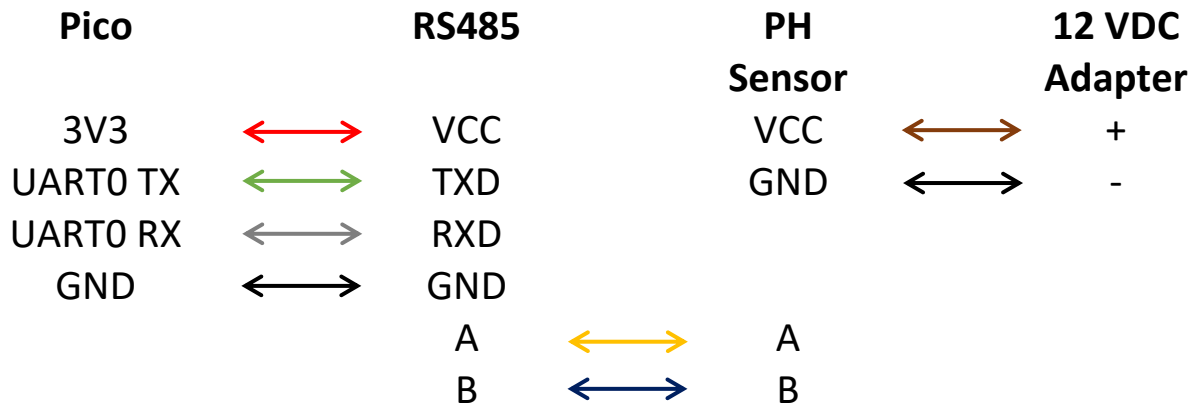 Pico RS485 PH Sensor 12 VDC Adapter
3V3 VCC VCC +
UART0 TX TXD GND -
UART0 RX RXD
GND GND
A A
B B